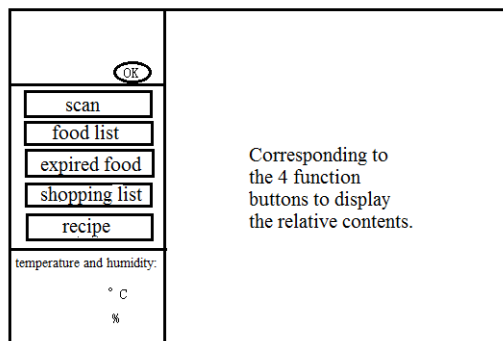 OK
scan
food list
expired food
shopping list
recipe
temperature and humidity:
° C
%
Corresponding to
the 4 function
buttons to display
the relative contents.